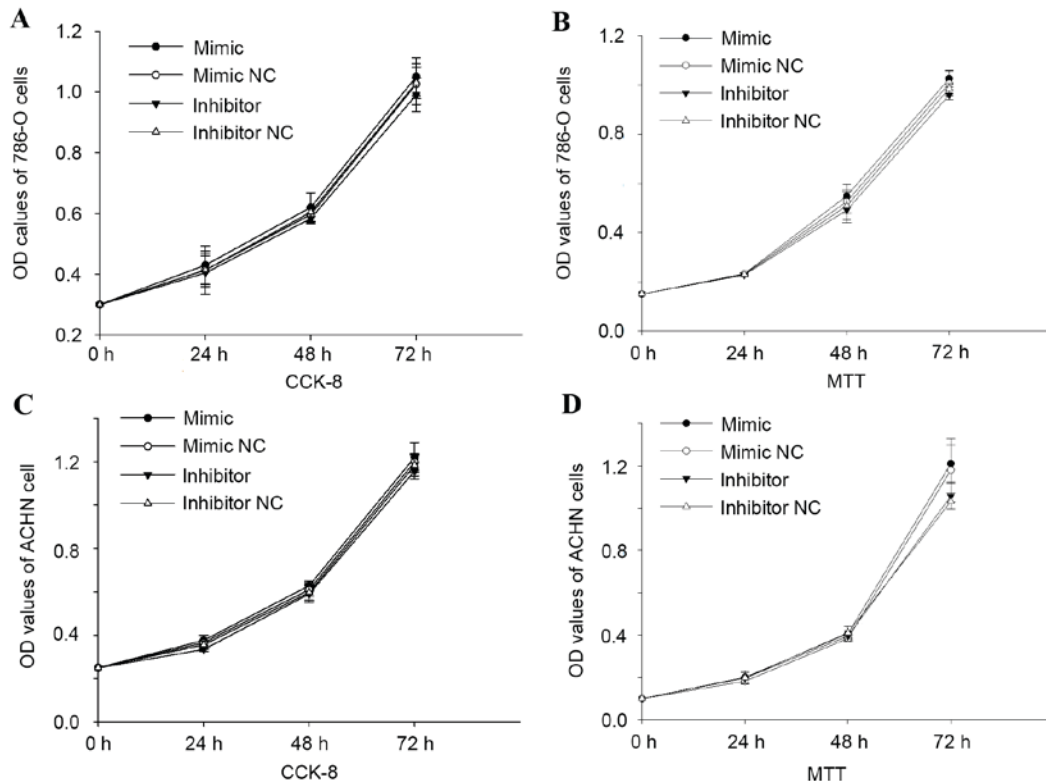 A
Mimic
Mimic NC
Inhibitor
Inhibitor NC
OD calues of 786-O cells
1.2
1.0
0.8
0.6
0.4
0.2
0 h 24 h 48 h 72 h
CCK-8
B
Mimic
Mimic NC
Inhibitor
Inhibitor NC
OD values of 786-O cells
1.2
0.8
0.4
0.0
0 h 24 h 48 h 72 h
MTT
C
Mimic
Mimic NC
Inhibitor
Inhibitor NC
OD values of ACHN cell
1.2
0.8
0.4
0.0
0 h 24 h 48 h 72 h
CCK-8
D
Mimic
Mimic NC
Inhibitor
Inhibitor NC
OD values of ACHN cells
1.2
0.8
0.4
0.0
0 h 24 h 48 h 72 h
MTT